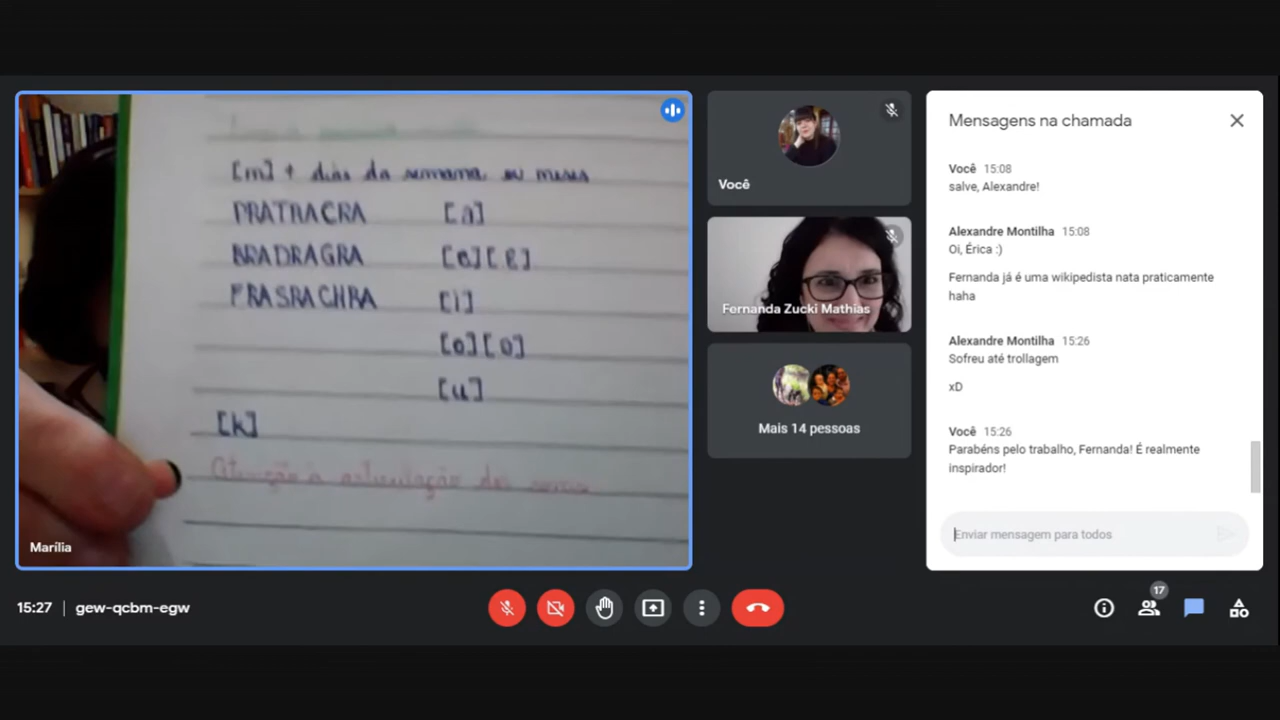 [m] + dias da semana ou meses
PRATRACRA [a]
BRADRAGRA [e] [ε]
FRASRACHRA [i]
[o] [ɔ]
[u]
[k]
Atenção à articulação dos
Marília
Você
Fernanda Zucki Mathias
Mais 14 pessoas
Mensagens na chamada
Você 15:08
salve, Alexandre!
Alexandre Montilha 15:08
Oi, Érica :)
Fernanda já é uma wikipedista nata praticamente
haha
Alexandre Montilha 15:26
Sofreu até trollagem
xD
Você 15:26
Parabéns pelo trabalho, Fernanda! É realmente
inspirador!
Enviar mensagem para todos
15:27 | gew-qcbm-egw
17